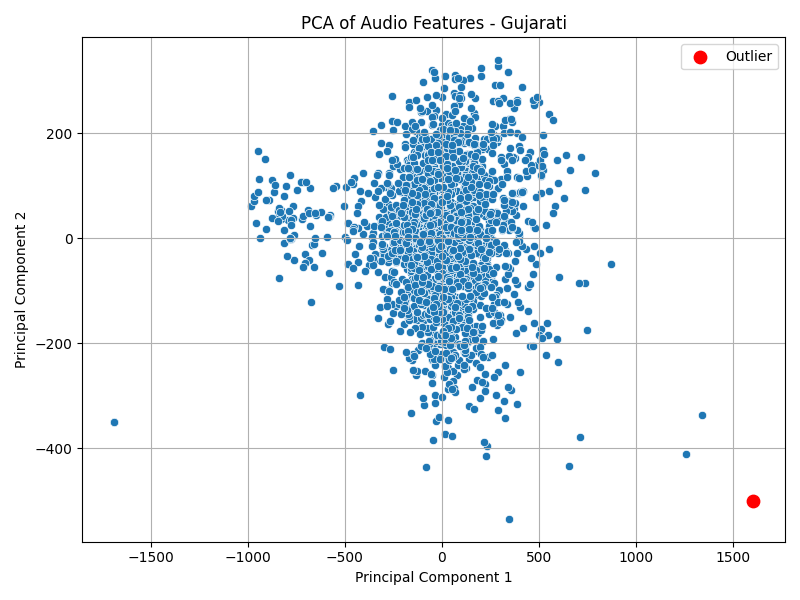 PCA of Audio Features - Gujarati
Outlier
Principal Component 2
200
0
−200
−400
−1500
−1000
−500
0
500
1000
1500
Principal Component 1